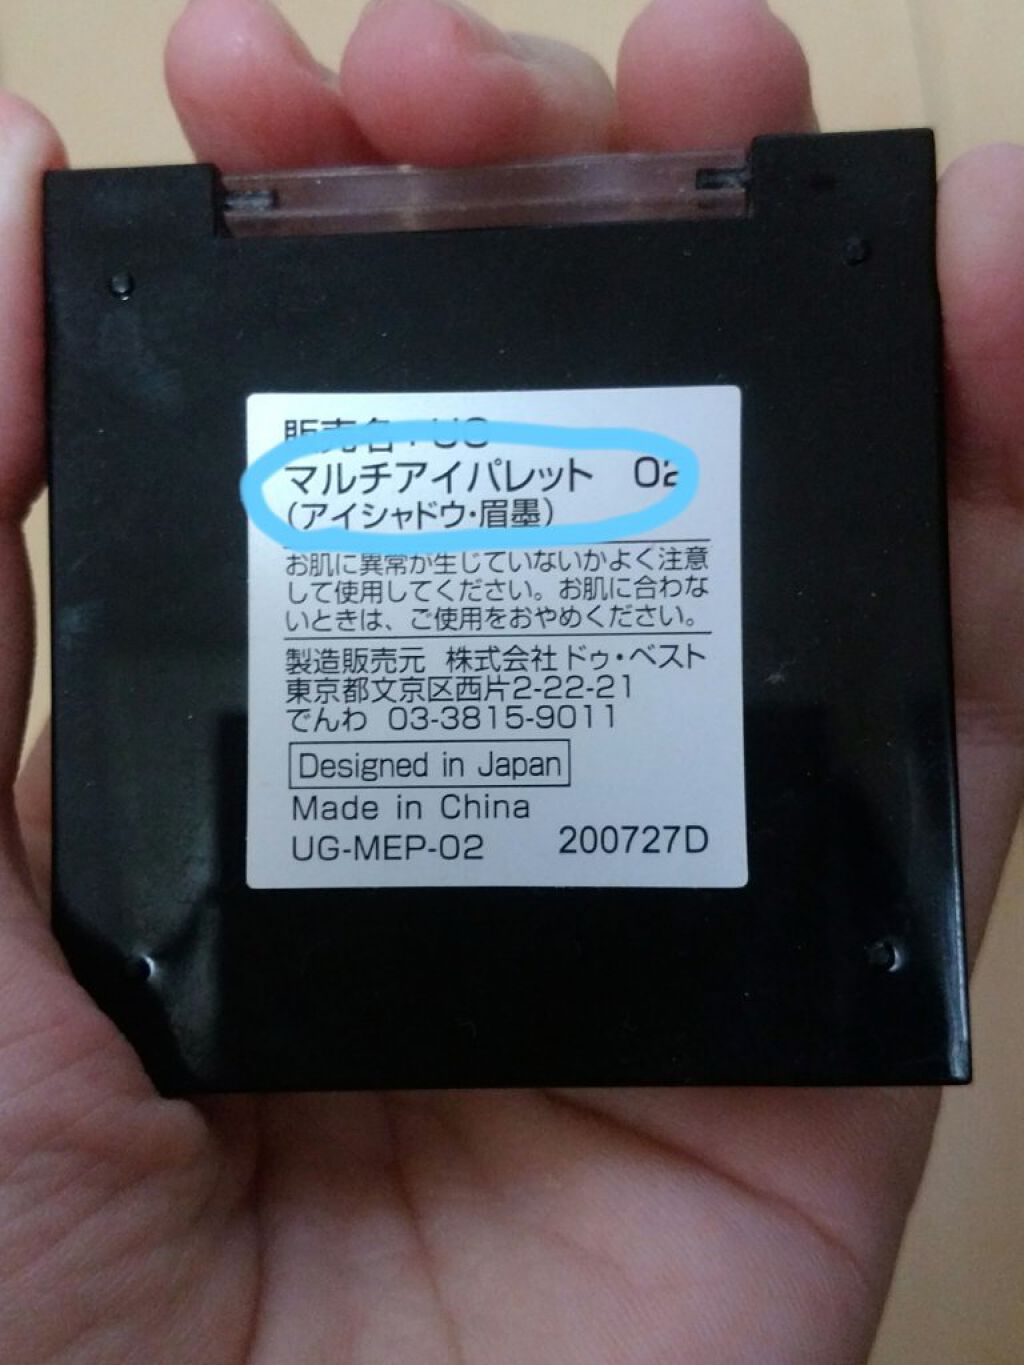 販売名：UG
マルチアイパレット 02
（アイシャドウ・眉墨）
お肌に異常が生じていないかよく注意
して使用してください。お肌に合わな
いときは、ご使用をおやめください。
製造販売元 株式会社ドゥ・ベスト
東京都文京区西片2-22-21
でんわ 03-3815-9011
Designed in Japan
Made in China
UG-MEP-02 200727D